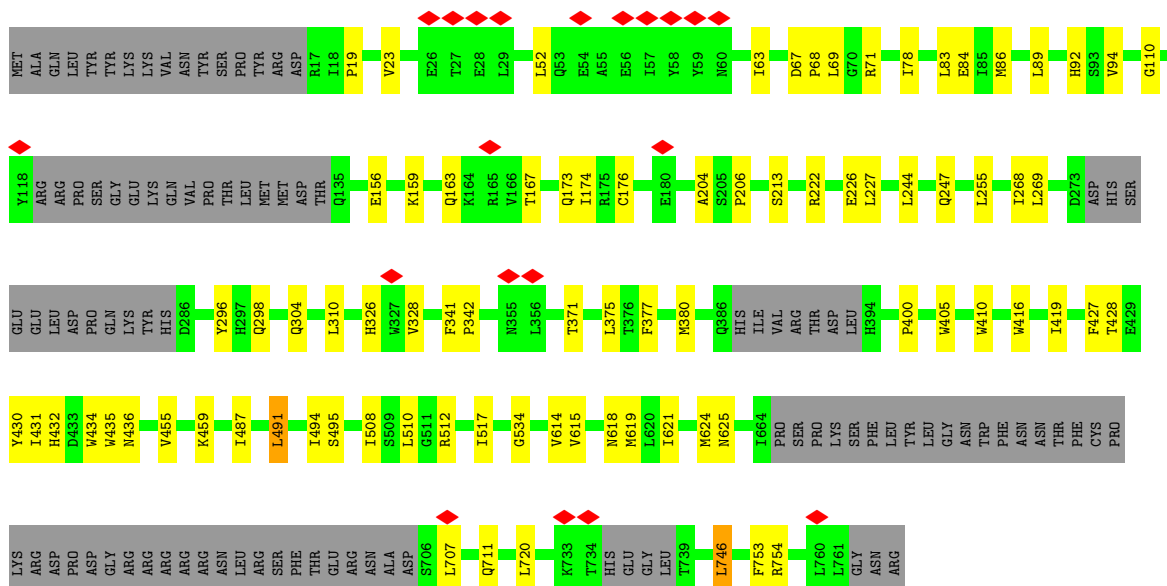 MET ALA GLN LEU TYR TYR LYS LYS VAL ASN TYR SER PRO TYR ARG ASP R17 I18 P19 V23 E26 T27 E28 L29 L52 Q53 E54 A55 E56 I57 Y58 Y59 N60 I63 D67 P68 L69 G70 R71 I78 L83 E84 I85 M86 L89 H92 S93 V94 G110
Y118 ARG ARG PRO SER GLY GLU LYS GLN VAL PRO THR LEU MET MET ASP THR Q135 E156 K159 Q163 K164 R165 V166 T167 Q173 I174 R175 C176 E180 A204 S205 P206 S213 R222 E226 L227 L244 Q247 L255 I268 L269 D273 ASP HIS SER
GLU GLU LEU ASP PRO GLN LYS TYR HIS D286 Y296 H297 Q298 Q304 L310 H326 W327 V328 F341 P342 N355 L356 T371 L375 T376 F377 M380 Q386 HIS ILE VAL ARG THR ASP LEU H394 P400 W405 W410 W416 I419 F427 T428 E429
Y430 I431 H432 D433 W434 W435 N436 V455 K459 I487 L491 I494 S495 I508 S509 L510 G511 R512 I517 G534 V614 V615 N618 M619 L620 I621 M624 N625 I664 PRO SER PRO LYS SER PHE LEU TYR LEU GLY ASN TRP PHE ASN ASN THR PHE CYS PRO
LYS ARG ASP PRO ASP GLY ARG ARG ARG ARG ARG ASN LEU ARG SER PHE THR GLU ARG ASN ALA ASP S706 L707 Q711 L720 K733 T734 HIS GLU GLY LEU T739 L746 F753 R754 L760 L761 GLY ASN ARG